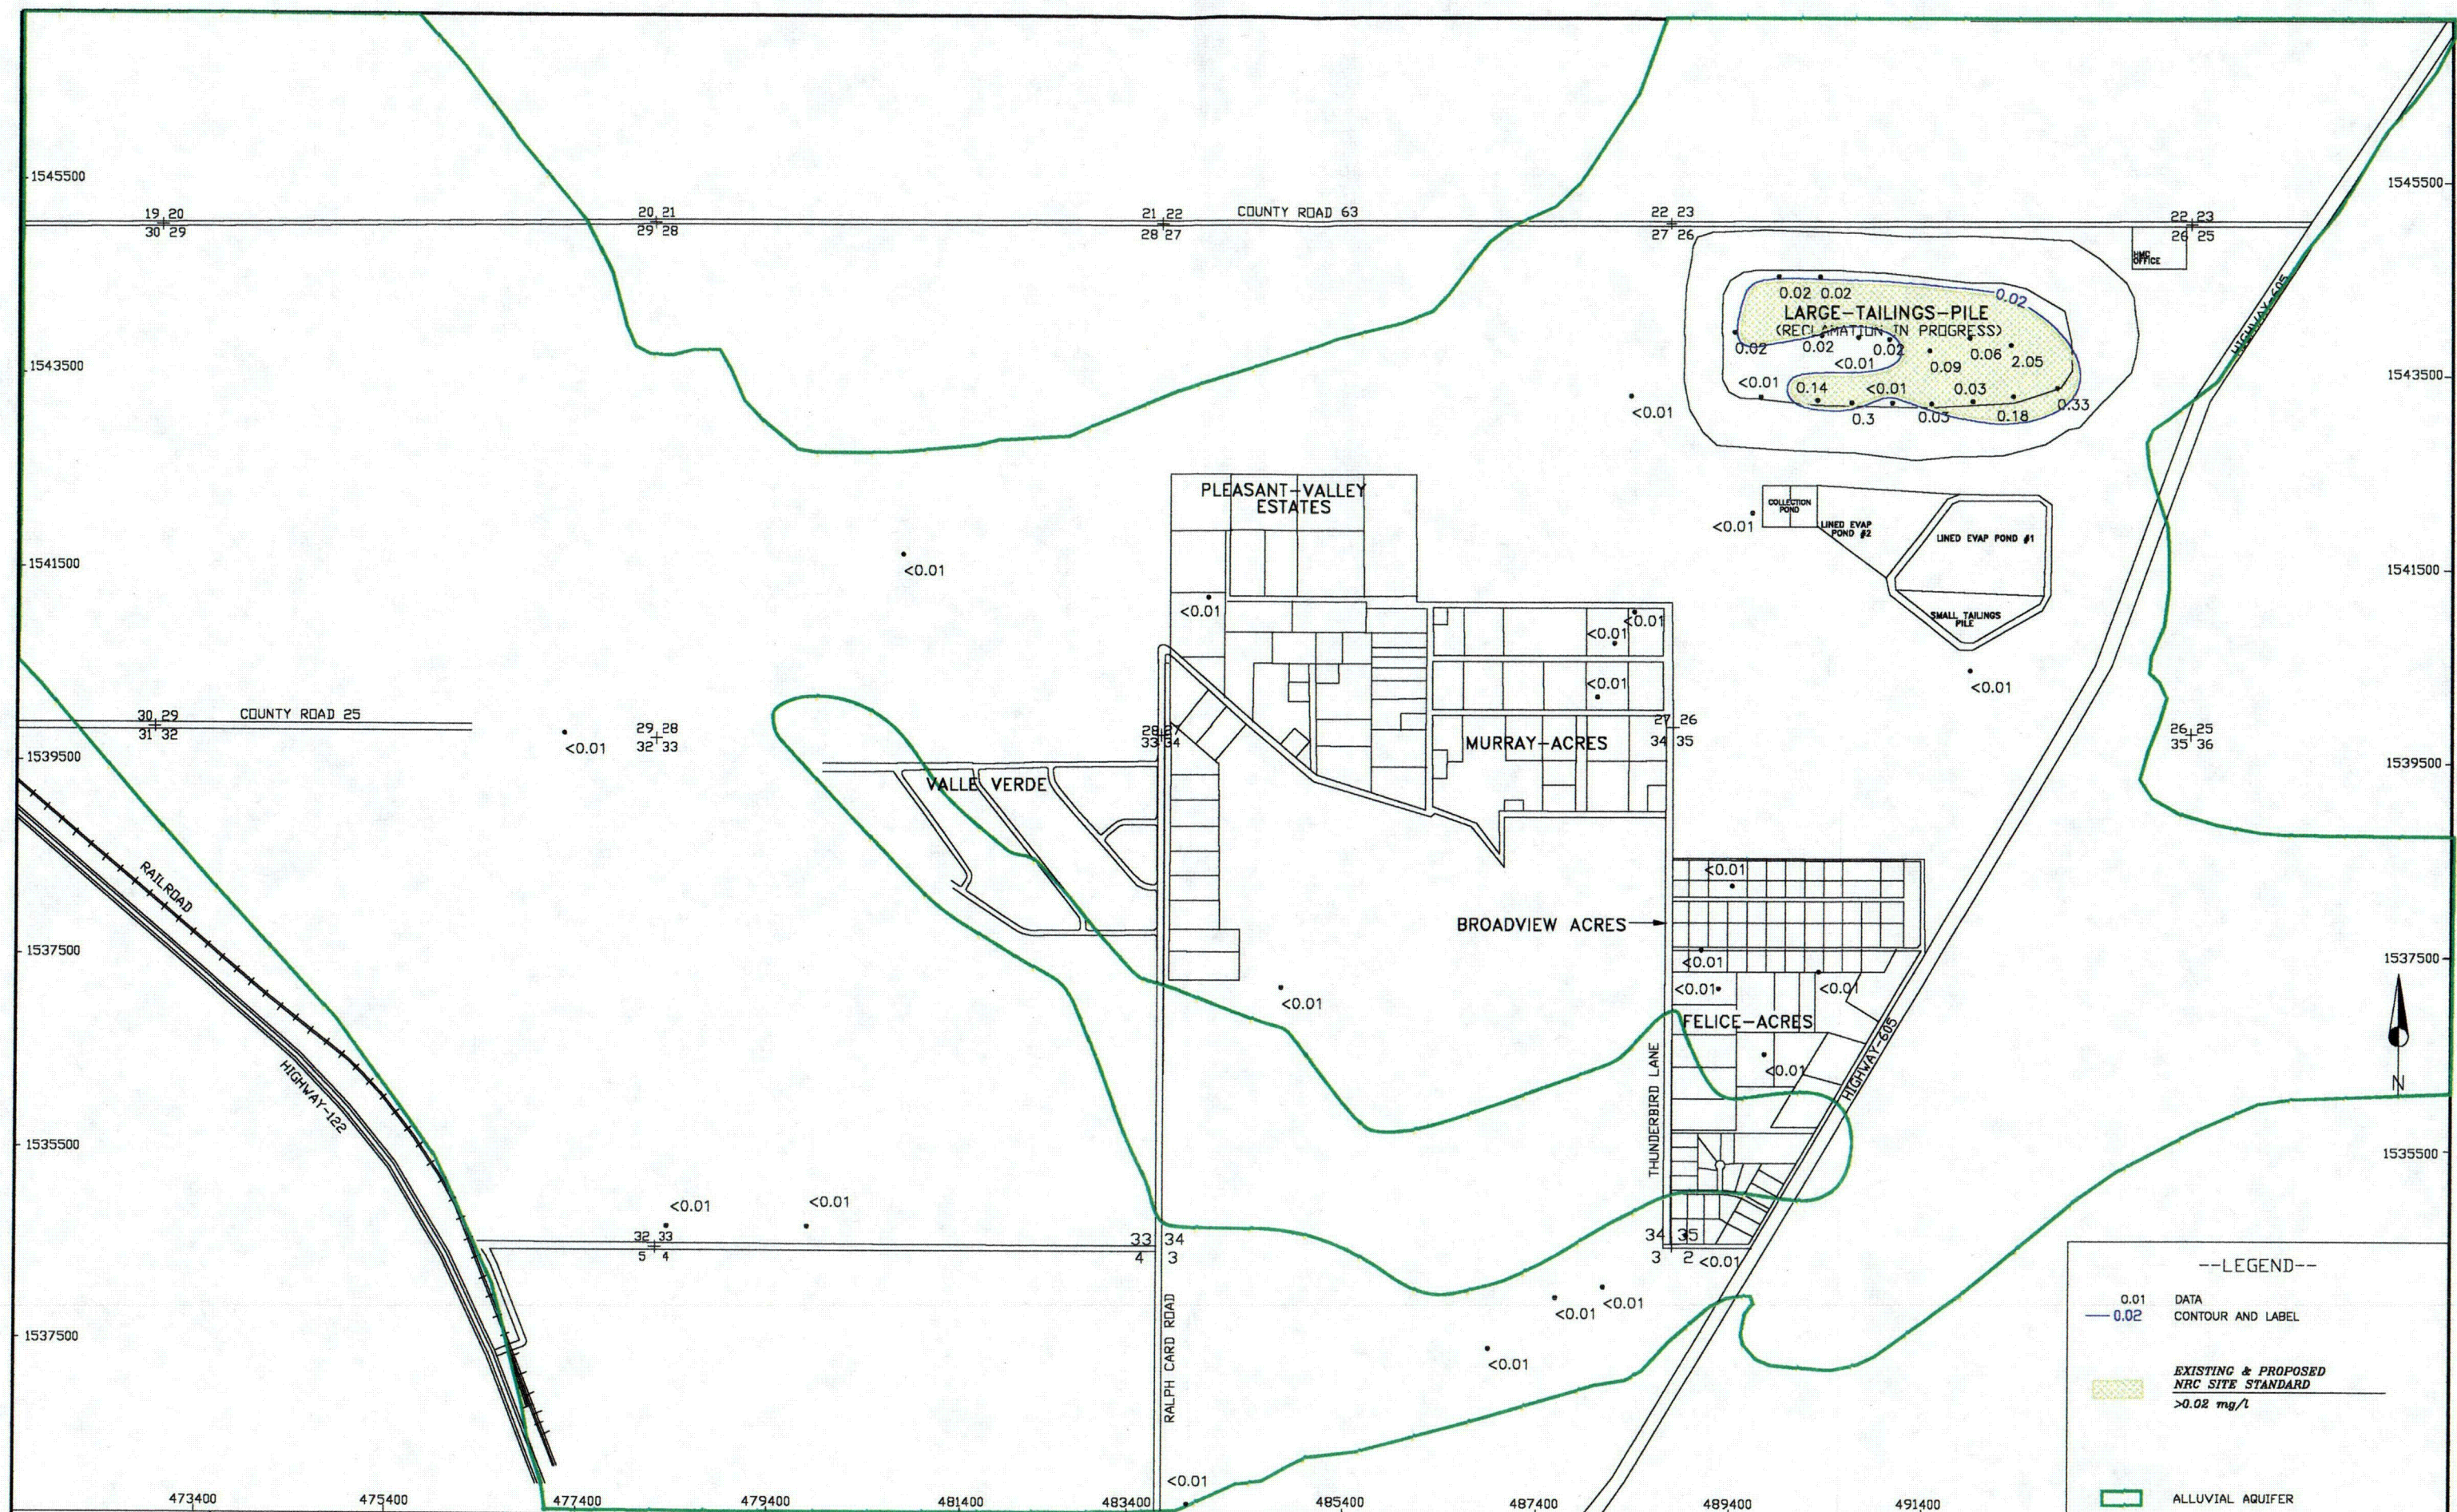 1545500
1545500
19 20
30 29
20 21
29 28
21 22
28 27
COUNTY ROAD 63
22 23
27 26
22 23
26 25
HMC
OFFICE
HIGHWAY-605
0.02 0.02
0.02
LARGE-TAILINGS-PILE
(RECLAMATION IN PROGRESS)
0.02
0.02
0.02
<0.01
0.09
0.06
2.05
<0.01
0.14
<0.01
0.03
0.3
0.03
0.18
0.33
1543500
1543500
<0.01
PLEASANT-VALLEY
ESTATES
COLLECTION
POND
<0.01
LINED EVAP
POND #2
LINED EVAP POND #1
SMALL TAILINGS
PILE
<0.01
1541500
1541500
<0.01
<0.01
<0.01
<0.01
<0.01
30 29
31 32
COUNTY ROAD 25
<0.01
29 28
32 33
28 27
33 34
MURRAY-ACRES
27 26
34 35
26 25
35 36
1539500
1539500
VALLE VERDE
RAILROAD
<0.01
BROADVIEW ACRES
1537500
1537500
<0.01
<0.01
<0.01
<0.01
FELICE-ACRES
<0.01
HIGHWAY-605
THUNDERBIRD LANE
HIGHWAY-122
N
1535500
1535500
<0.01
<0.01
32 33
5 4
33 34
4 3
34 35
3 2
<0.01
<0.01
<0.01
<0.01
RALPH CARD ROAD
1537500
<0.01
473400
475400
477400
479400
481400
483400
485400
487400
489400
491400
--LEGEND--
0.01 DATA
0.02 CONTOUR AND LABEL
EXISTING & PROPOSED
NRC SITE STANDARD
>0.02 mg/l
ALLUVIAL AQUIFER